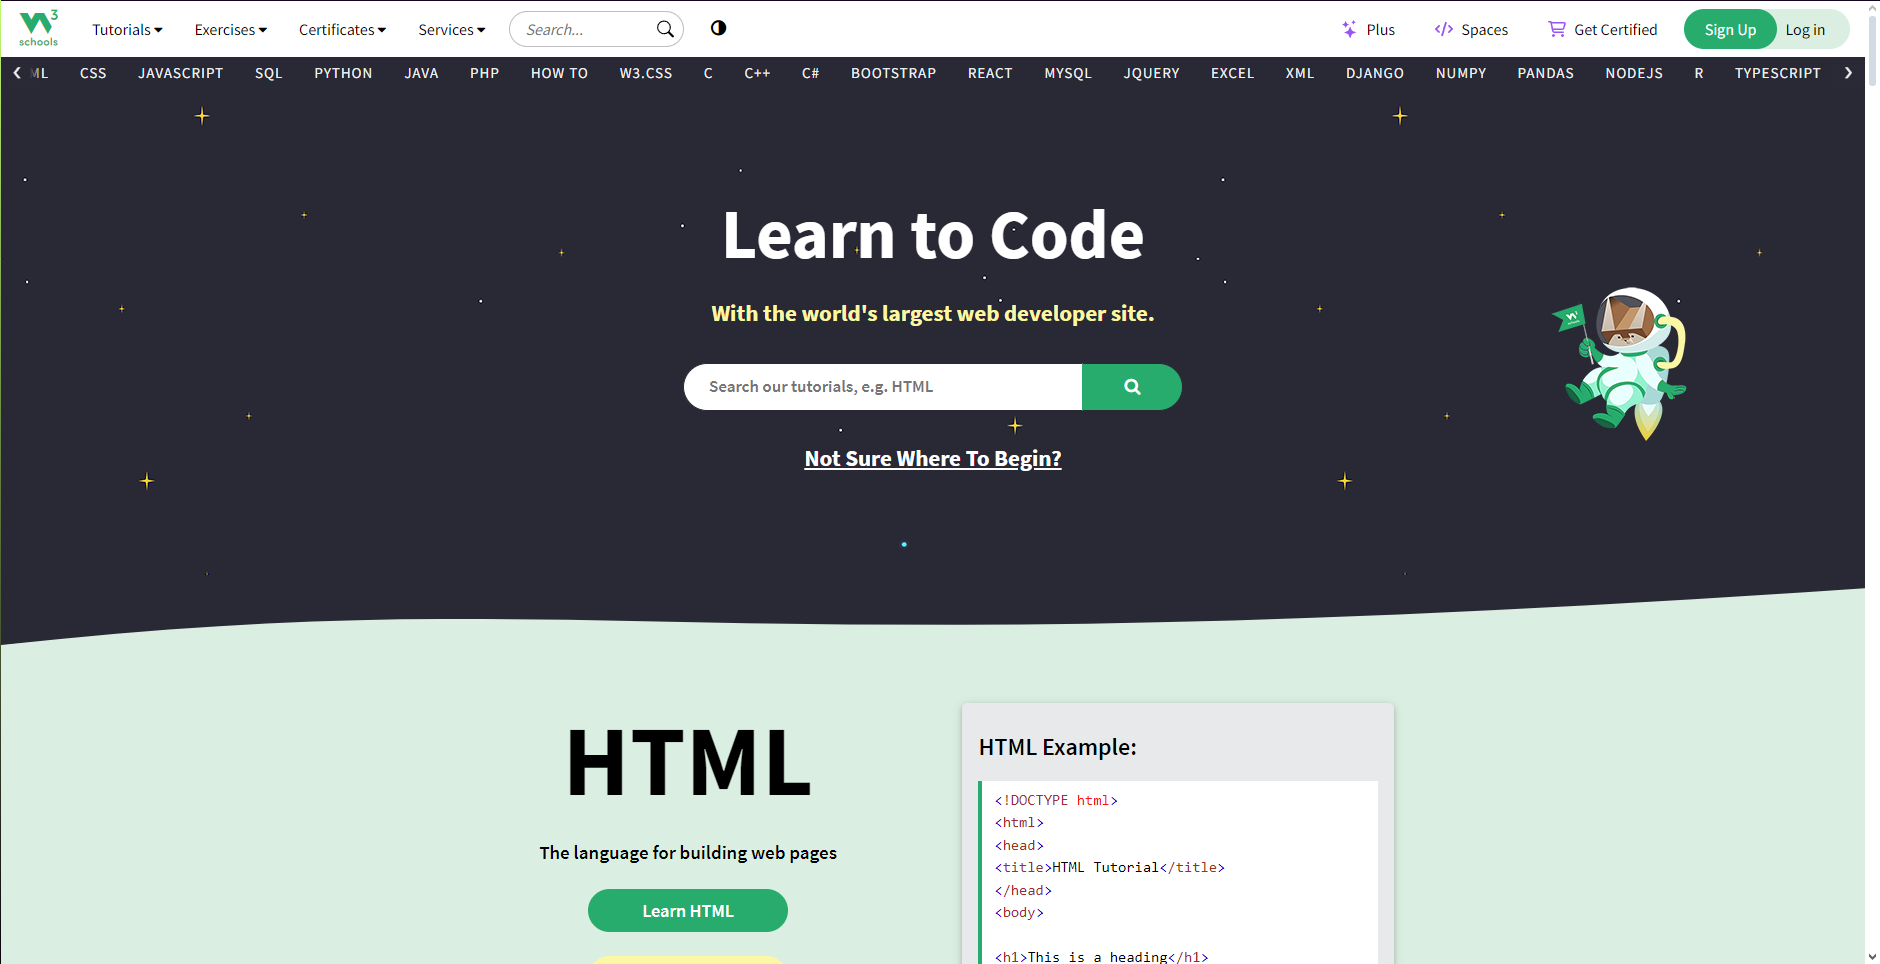 3
schools
Tutorials Exercises Certificates Services Search... Plus Spaces Get Certified Sign Up Log in
ML CSS JAVASCRIPT SQL PYTHON JAVA PHP HOW TO W3.CSS C C++ C# BOOTSTRAP REACT MYSQL JQUERY EXCEL XML DJANGO NUMPY PANDAS NODEJS R TYPESCRIPT
Learn to Code
With the world's largest web developer site.
Search our tutorials, e.g. HTML
Not Sure Where To Begin?
HTML
The language for building web pages
Learn HTML
HTML Example:
<!DOCTYPE html>
<html>
<head>
<title>HTML Tutorial</title>
</head>
<body>
<h1>This is a heading</h1>